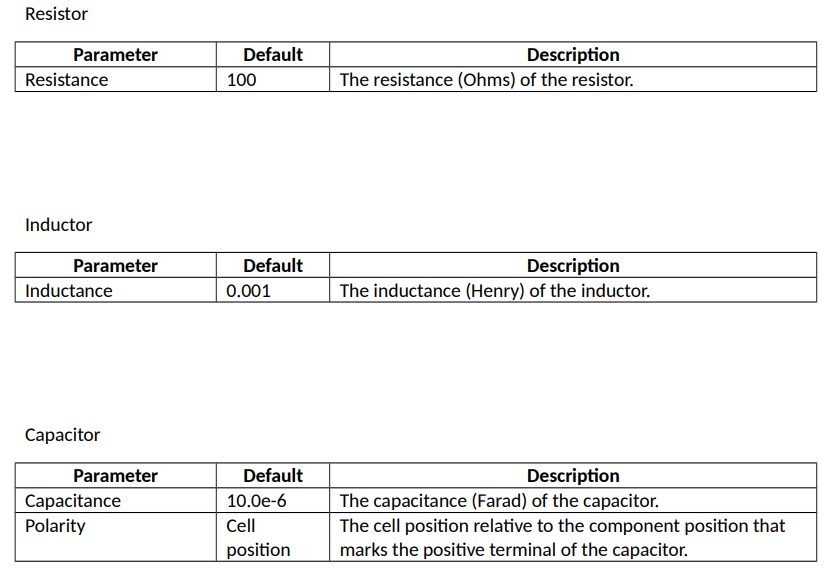 Resistor
Parameter Default Description
Resistance 100 The resistance (Ohms) of the resistor.
Inductor
Parameter Default Description
Inductance 0.001 The inductance (Henry) of the inductor.
Capacitor
Parameter Default Description
Capacitance 10.0e-6 The capacitance (Farad) of the capacitor.
Polarity Cell The cell position relative to the component position that
position marks the positive terminal of the capacitor.